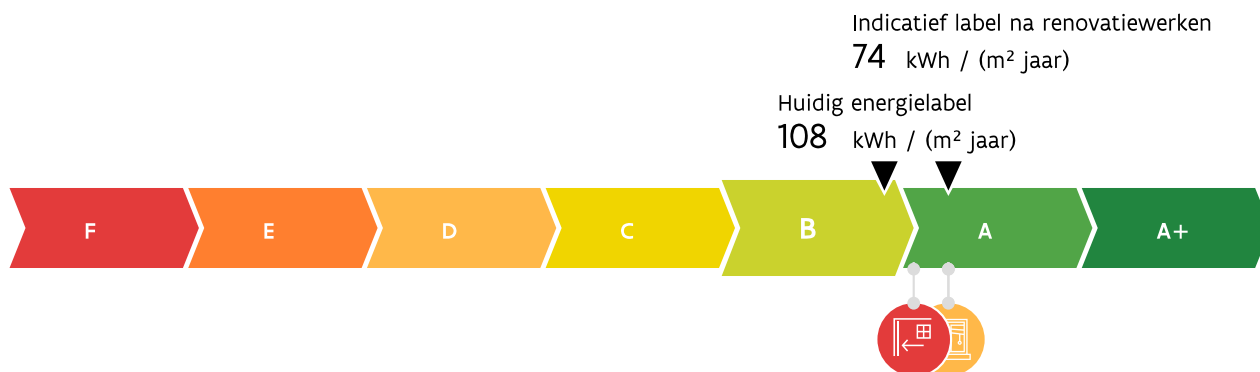 Indicatief label na renovatiewerken
74 kWh / (m² jaar)
Huidig energielabel
108 kWh / (m² jaar)
F E D C B A A+